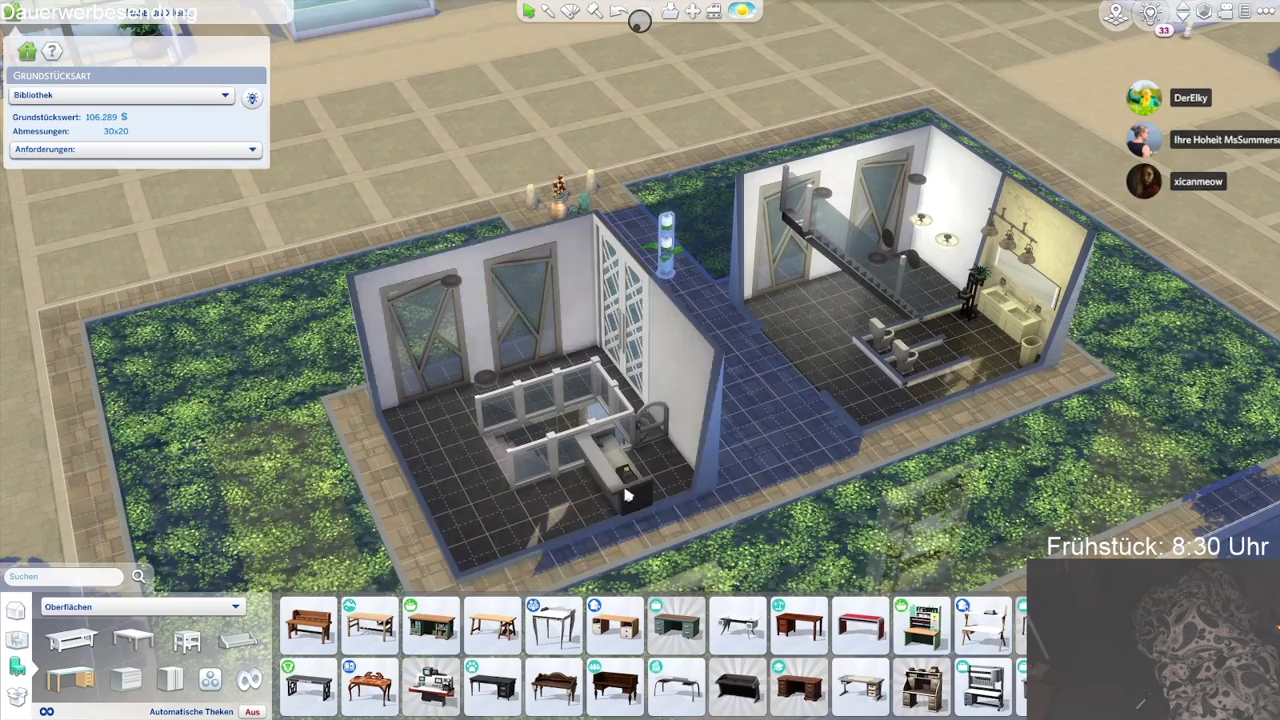 Dauerwerbesendung
33
GRUNDSTÜCKSART
Bibliothek
Grundstückswert: 106.289 §
Abmessungen: 30x20
Anforderungen:
DerElky
Ihre Hoheit MsSummers
xicanmeow
Frühstück: 8:30 Uhr
Suchen
Oberflächen
Automatische Theken Aus